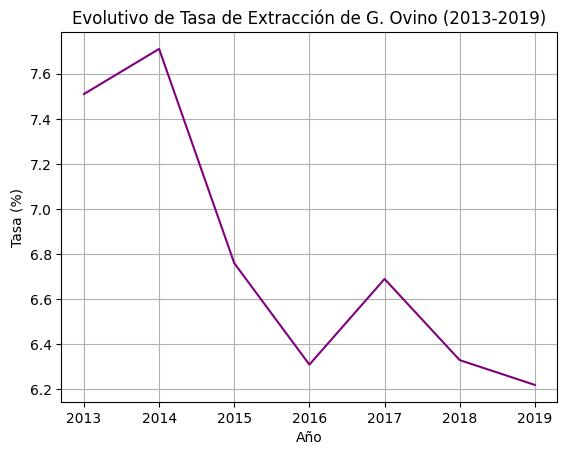 Evolutivo de Tasa de Extracción de G. Ovino (2013-2019)
7.6
7.4
7.2
7.0
6.8
6.6
6.4
6.2
Tasa (%)
2013 2014 2015 2016 2017 2018 2019
Año